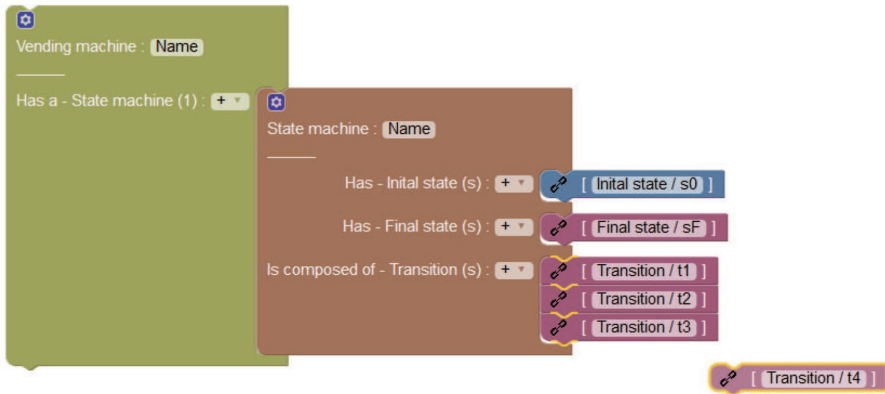 Vending machine : Name
Has a - State machine (1) : +
State machine : Name
Has - Inital state (s) : + [ Inital state / s0 ]
Has - Final state (s) : + [ Final state / sF ]
Is composed of - Transition (s) : + [ Transition / t1 ]
[ Transition / t2 ]
[ Transition / t3 ]
[ Transition / t4 ]